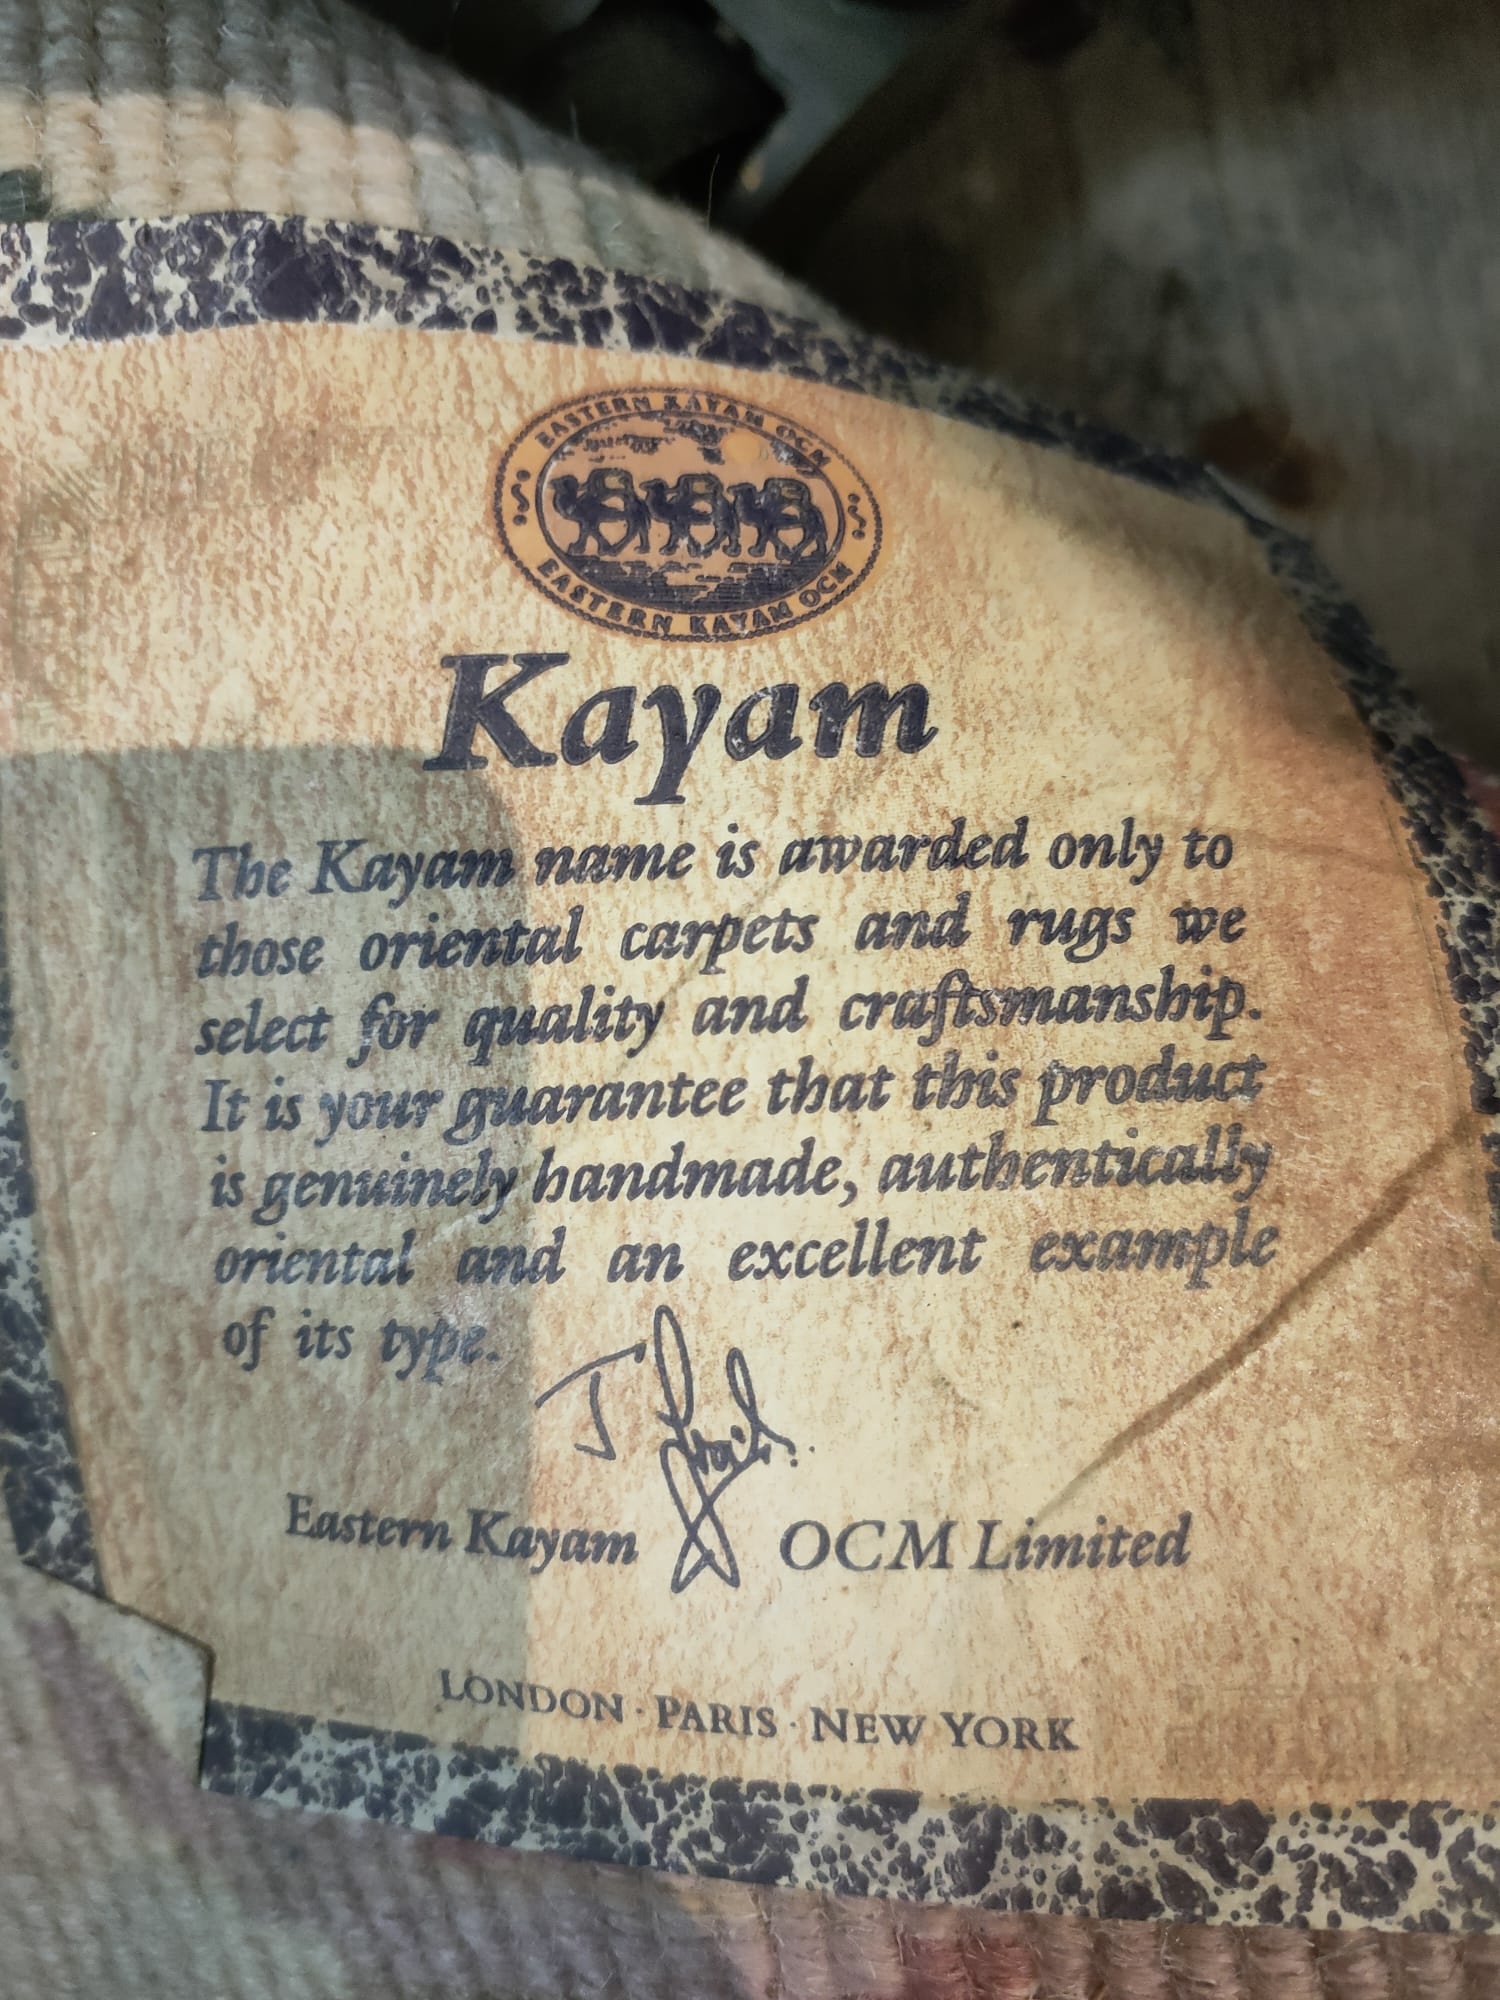 EASTERN KAYAM OCM
EASTERN KAYAM OCM
Kayam
The Kayam name is awarded only to
those oriental carpets and rugs we
select for quality and craftsmanship.
It is your guarantee that this product
is genuinely handmade, authentically
oriental and an excellent example
of its type.
Eastern Kayam OCM Limited
LONDON · PARIS · NEW YORK